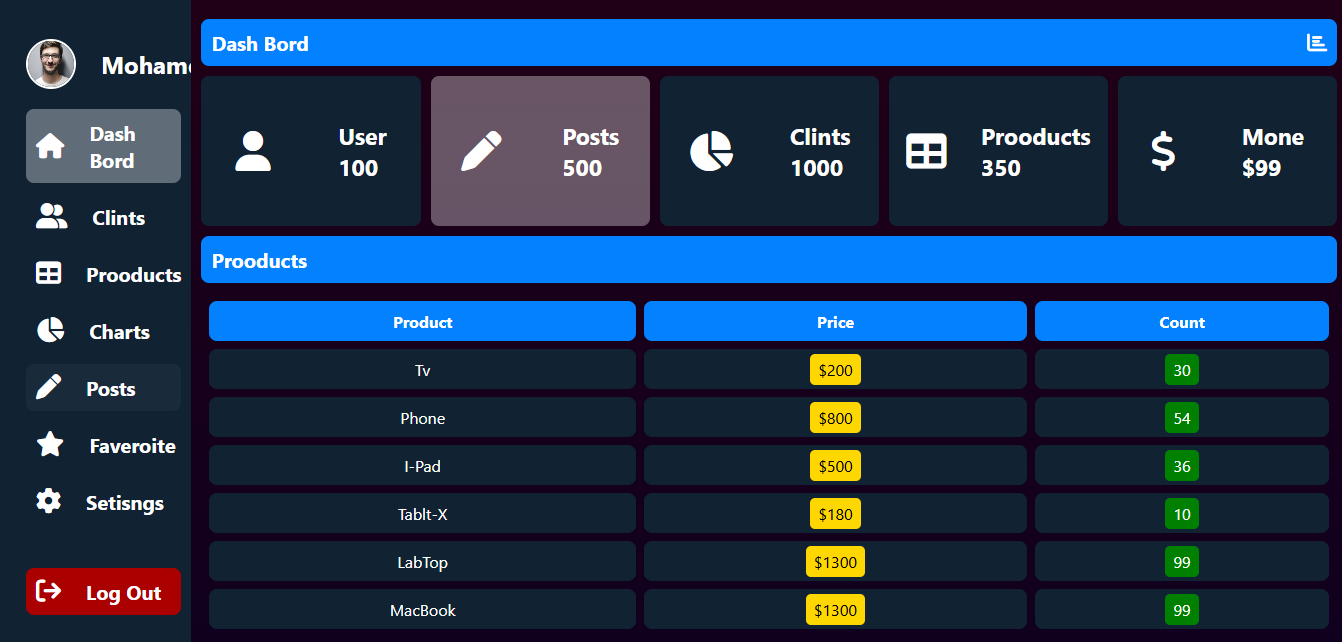 Mohame
Dash
Bord
Clints
Prooducts
Charts
Posts
Faveroite
Setisngs
Log Out
Dash Bord
User
100
Posts
500
Clints
1000
Prooducts
350
Mone
$99
Prooducts
Product Price Count
Tv $200 30
Phone $800 54
I-Pad $500 36
Tablt-X $180 10
LabTop $1300 99
MacBook $1300 99